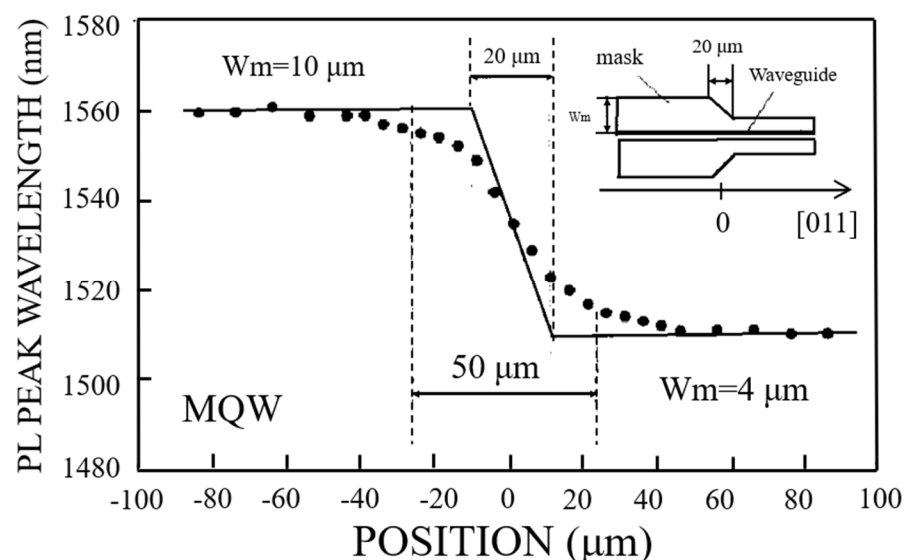 PL PEAK WAVELENGTH (nm)
1580
1560
1540
1520
1500
1480
Wm=10 μm
20 μm
20 μm
mask
Waveguide
Wm
0
[011]
50 μm
Wm=4 μm
MQW
-100
-80
-60
-40
-20
0
20
40
60
80
100
POSITION (μm)